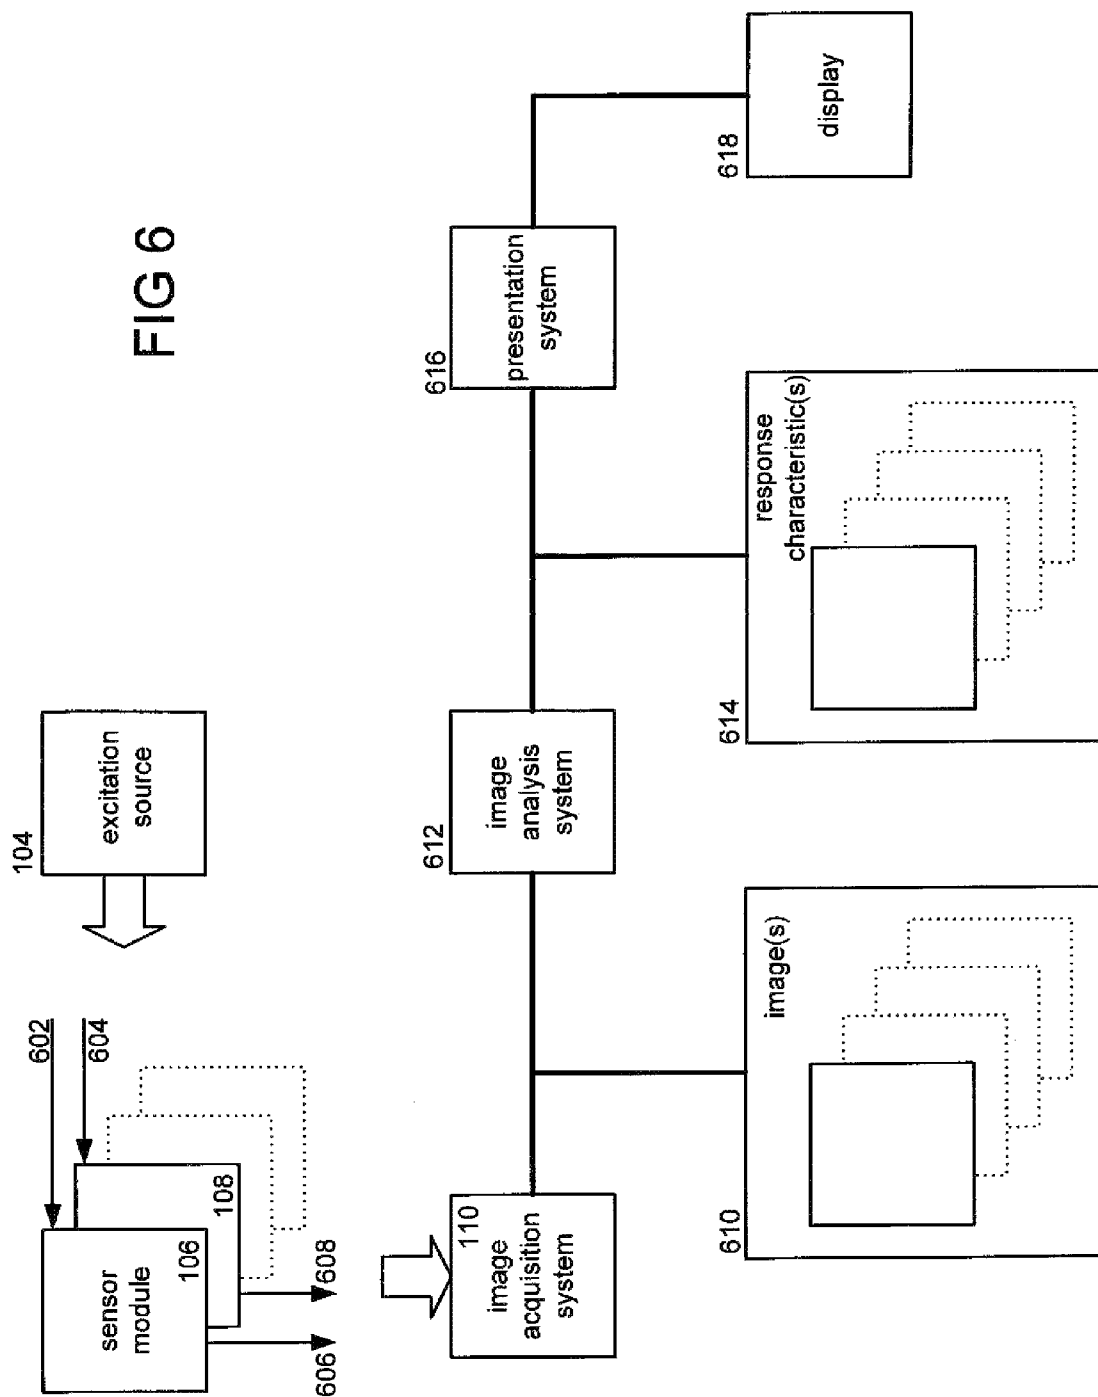 FIG 6
104
excitation
source
602
604
sensor
module
106
108
606
608
110
image
acquisition
system
612
image
analysis
system
616
presentation
system
618
display
610
image(s)
614
response
characteristic(s)